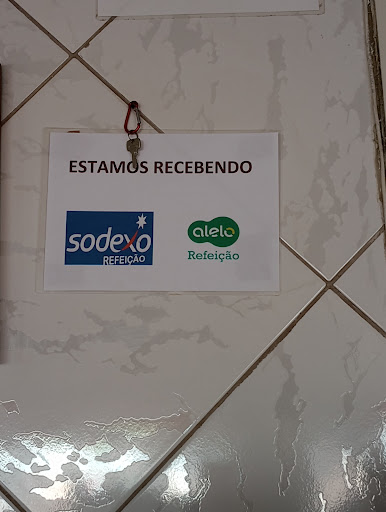 ESTAMOS RECEBENDO
sodexo
REFEIÇÃO
alelo
Refeição